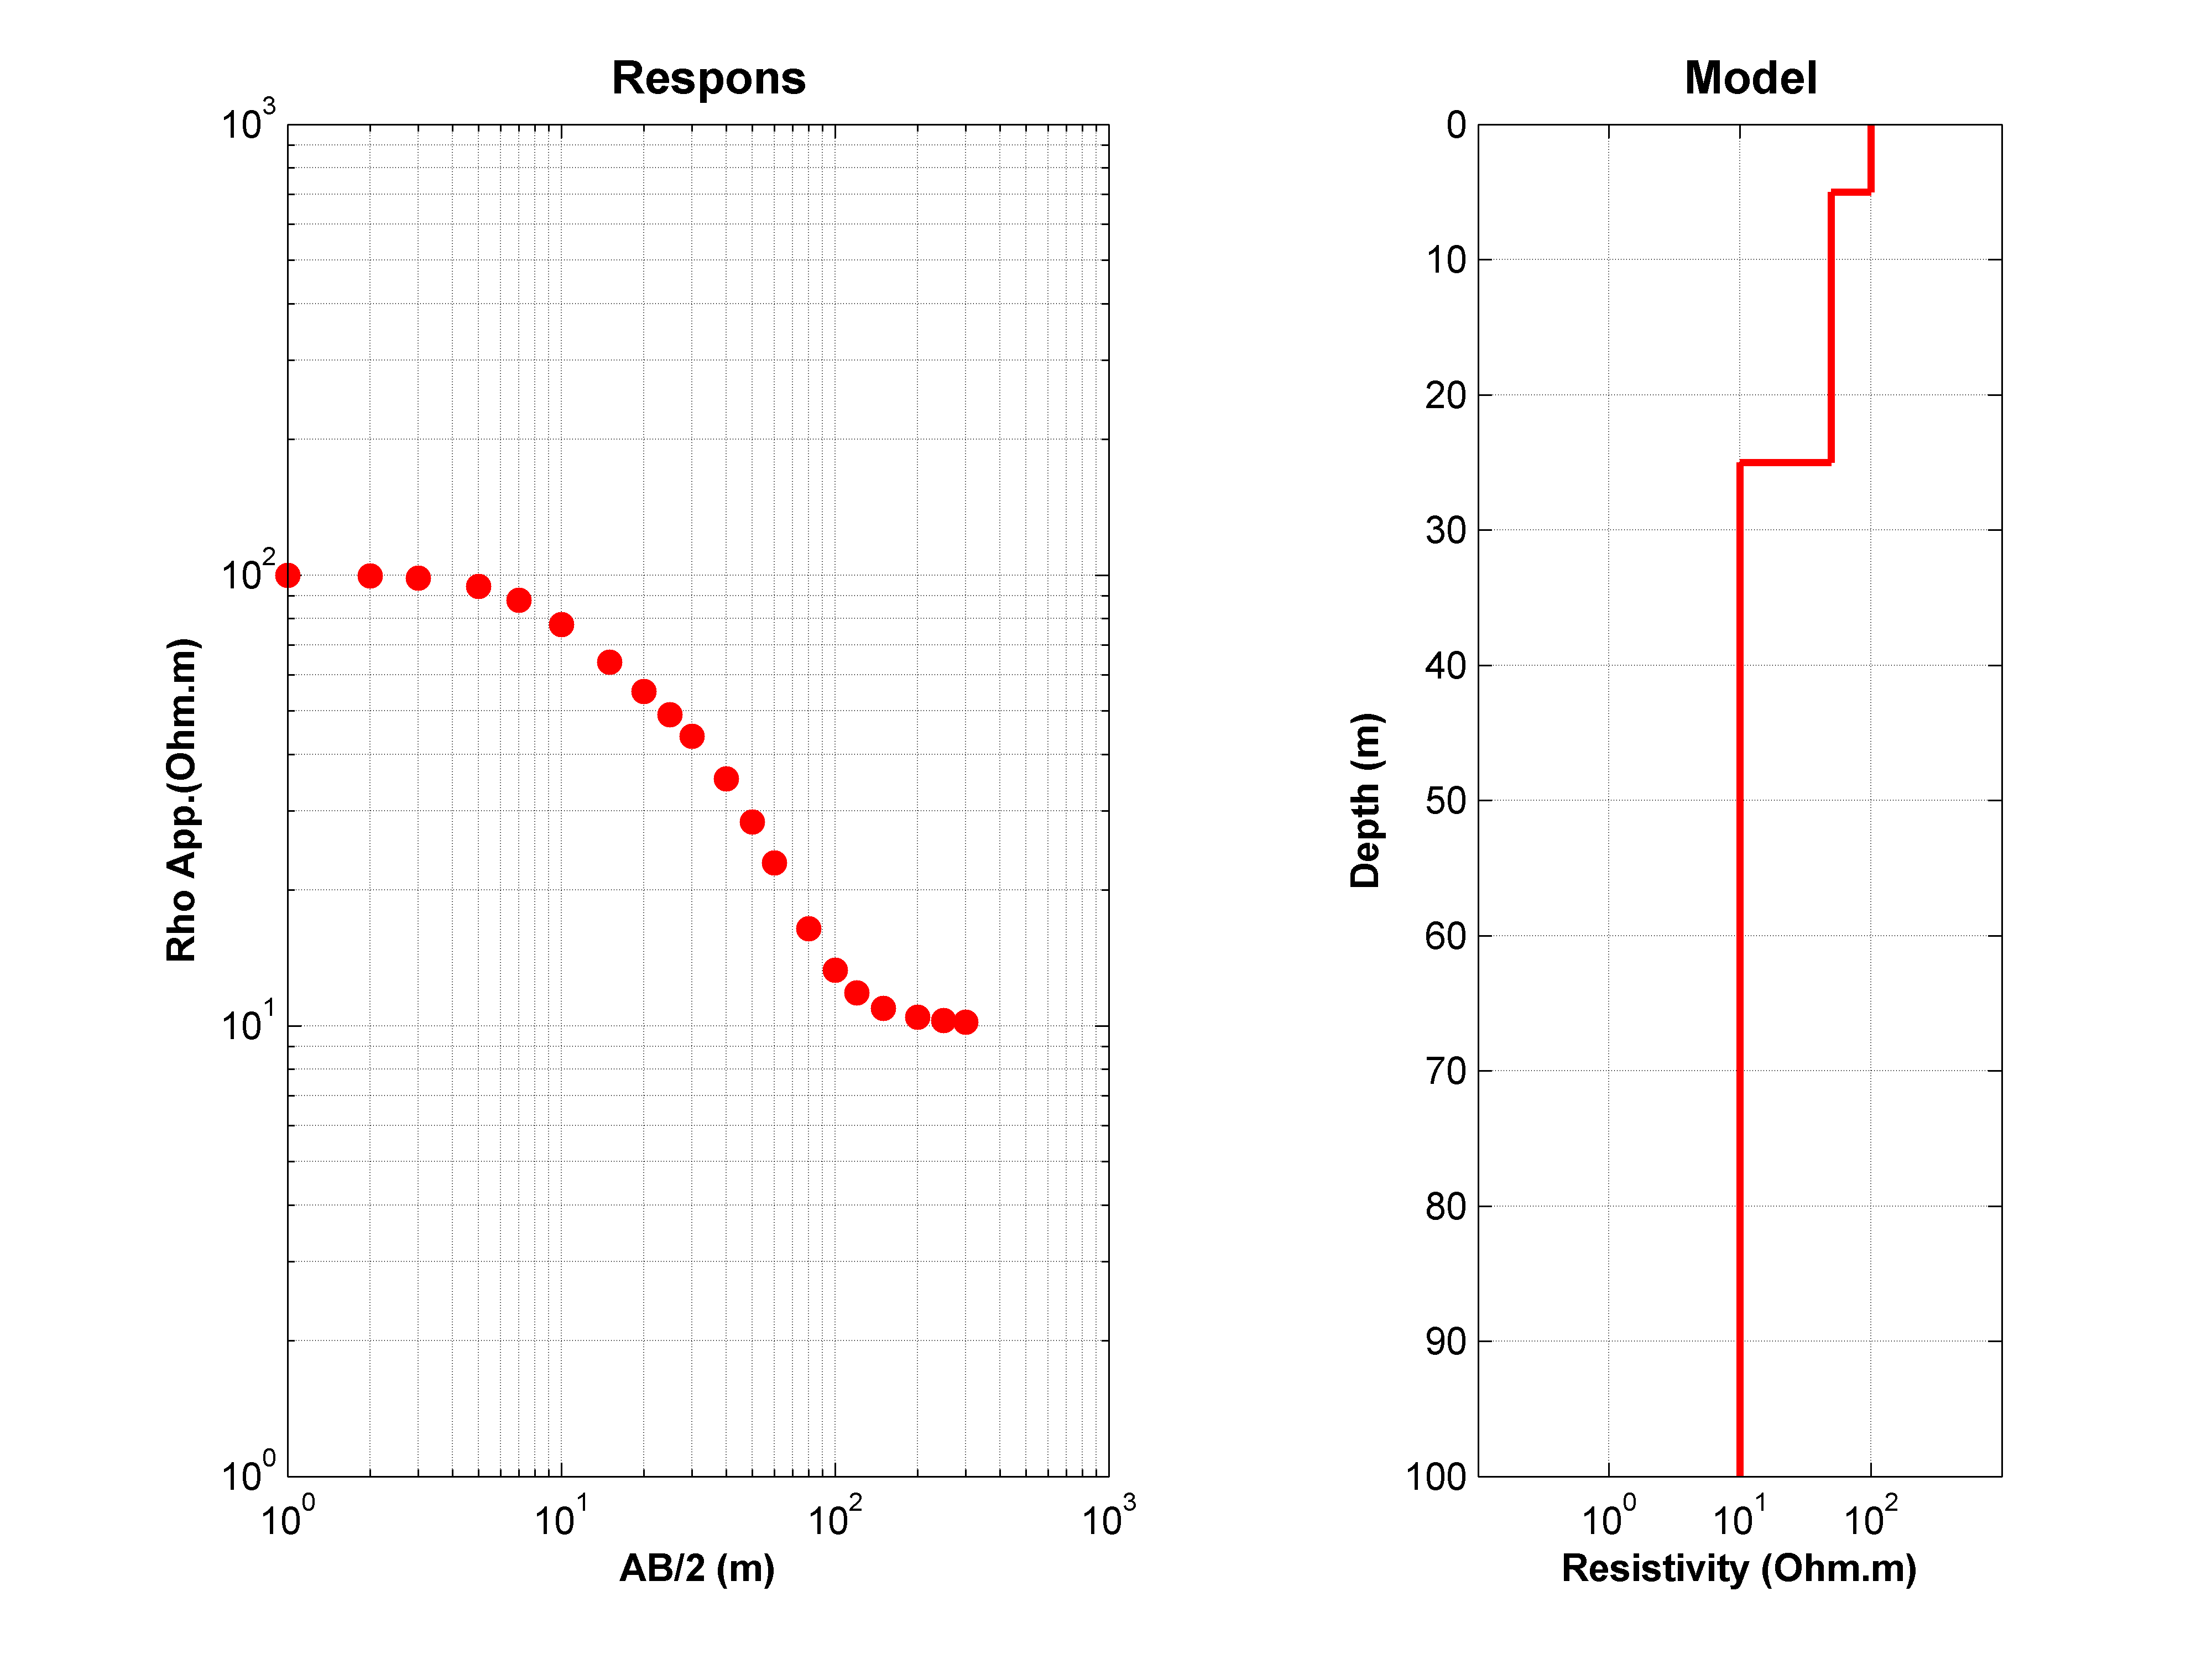 Respons
10^3
10^2
10^1
10^0
Rho App.(Ohm.m)
10^0 10^1 10^2 10^3
AB/2 (m)
Model
0
10
20
30
40
50
60
70
80
90
100
Depth (m)
10^0 10^1 10^2
Resistivity (Ohm.m)